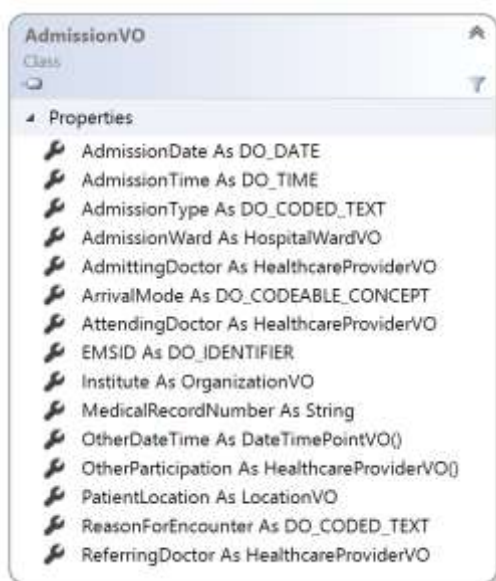 AdmissionVO
Class
Properties
AdmissionDate As DO_DATE
AdmissionTime As DO_TIME
AdmissionType As DO_CODED_TEXT
AdmissionWard As HospitalWardVO
AdmittingDoctor As HealthcareProviderVO
ArrivalMode As DO_CODEABLE_CONCEPT
AttendingDoctor As HealthcareProviderVO
EMSID As DO_IDENTIFIER
Institute As OrganizationVO
MedicalRecordNumber As String
OtherDateTime As DateTimePointVO()
OtherParticipation As HealthcareProviderVO()
PatientLocation As LocationVO
ReasonForEncounter As DO_CODED_TEXT
ReferringDoctor As HealthcareProviderVO